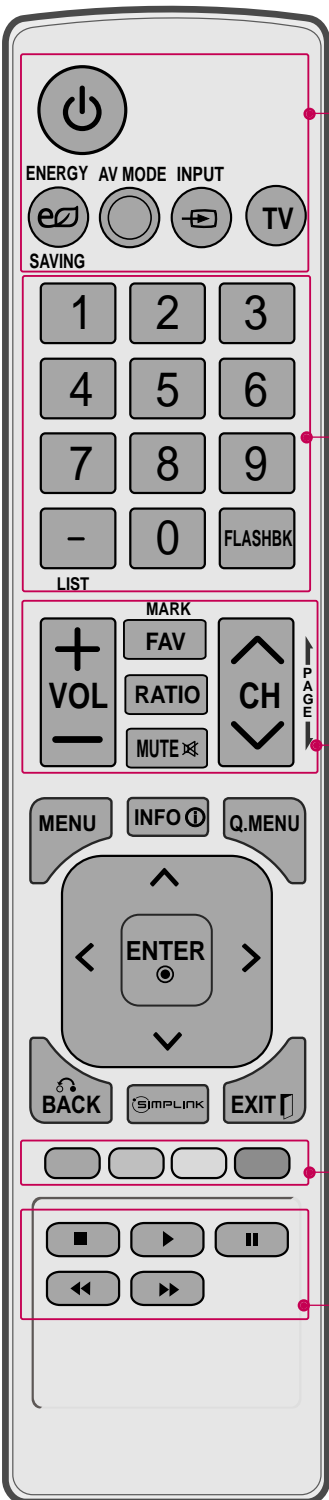 ENERGY AV MODE INPUT
TV
SAVING
1 2 3
4 5 6
7 8 9
- 0 FLASHBK
LIST
MARK
+ FAV
VOL RATIO CH
PAGE
- MUTE
MENU INFO Q.MENU
ENTER
BACK SIMPLINK EXIT